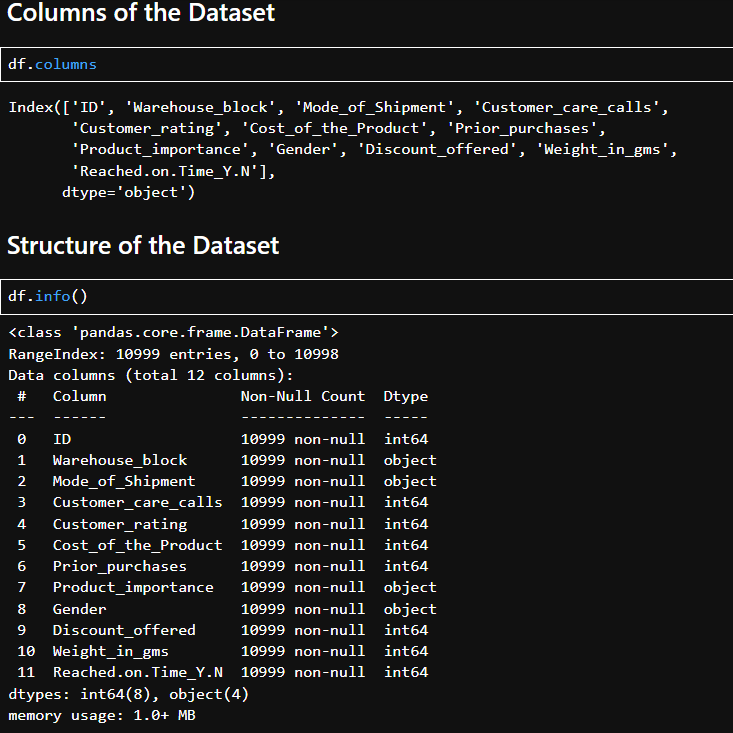 Columns of the Dataset
df.columns
Index(['ID', 'Warehouse_block', 'Mode_of_Shipment', 'Customer_care_calls',
       'Customer_rating', 'Cost_of_the_Product', 'Prior_purchases',
       'Product_importance', 'Gender', 'Discount_offered', 'Weight_in_gms',
       'Reached.on.Time_Y.N'],
      dtype='object')
Structure of the Dataset
df.info()
<class 'pandas.core.frame.DataFrame'>
RangeIndex: 10999 entries, 0 to 10998
Data columns (total 12 columns):
 #   Column               Non-Null Count  Dtype
---  ------               --------------  -----
 0   ID                   10999 non-null  int64
 1   Warehouse_block      10999 non-null  object
 2   Mode_of_Shipment     10999 non-null  object
 3   Customer_care_calls  10999 non-null  int64
 4   Customer_rating      10999 non-null  int64
 5   Cost_of_the_Product  10999 non-null  int64
 6   Prior_purchases      10999 non-null  int64
 7   Product_importance   10999 non-null  object
 8   Gender               10999 non-null  object
 9   Discount_offered     10999 non-null  int64
 10  Weight_in_gms        10999 non-null  int64
 11  Reached.on.Time_Y.N  10999 non-null  int64
dtypes: int64(8), object(4)
memory usage: 1.0+ MB